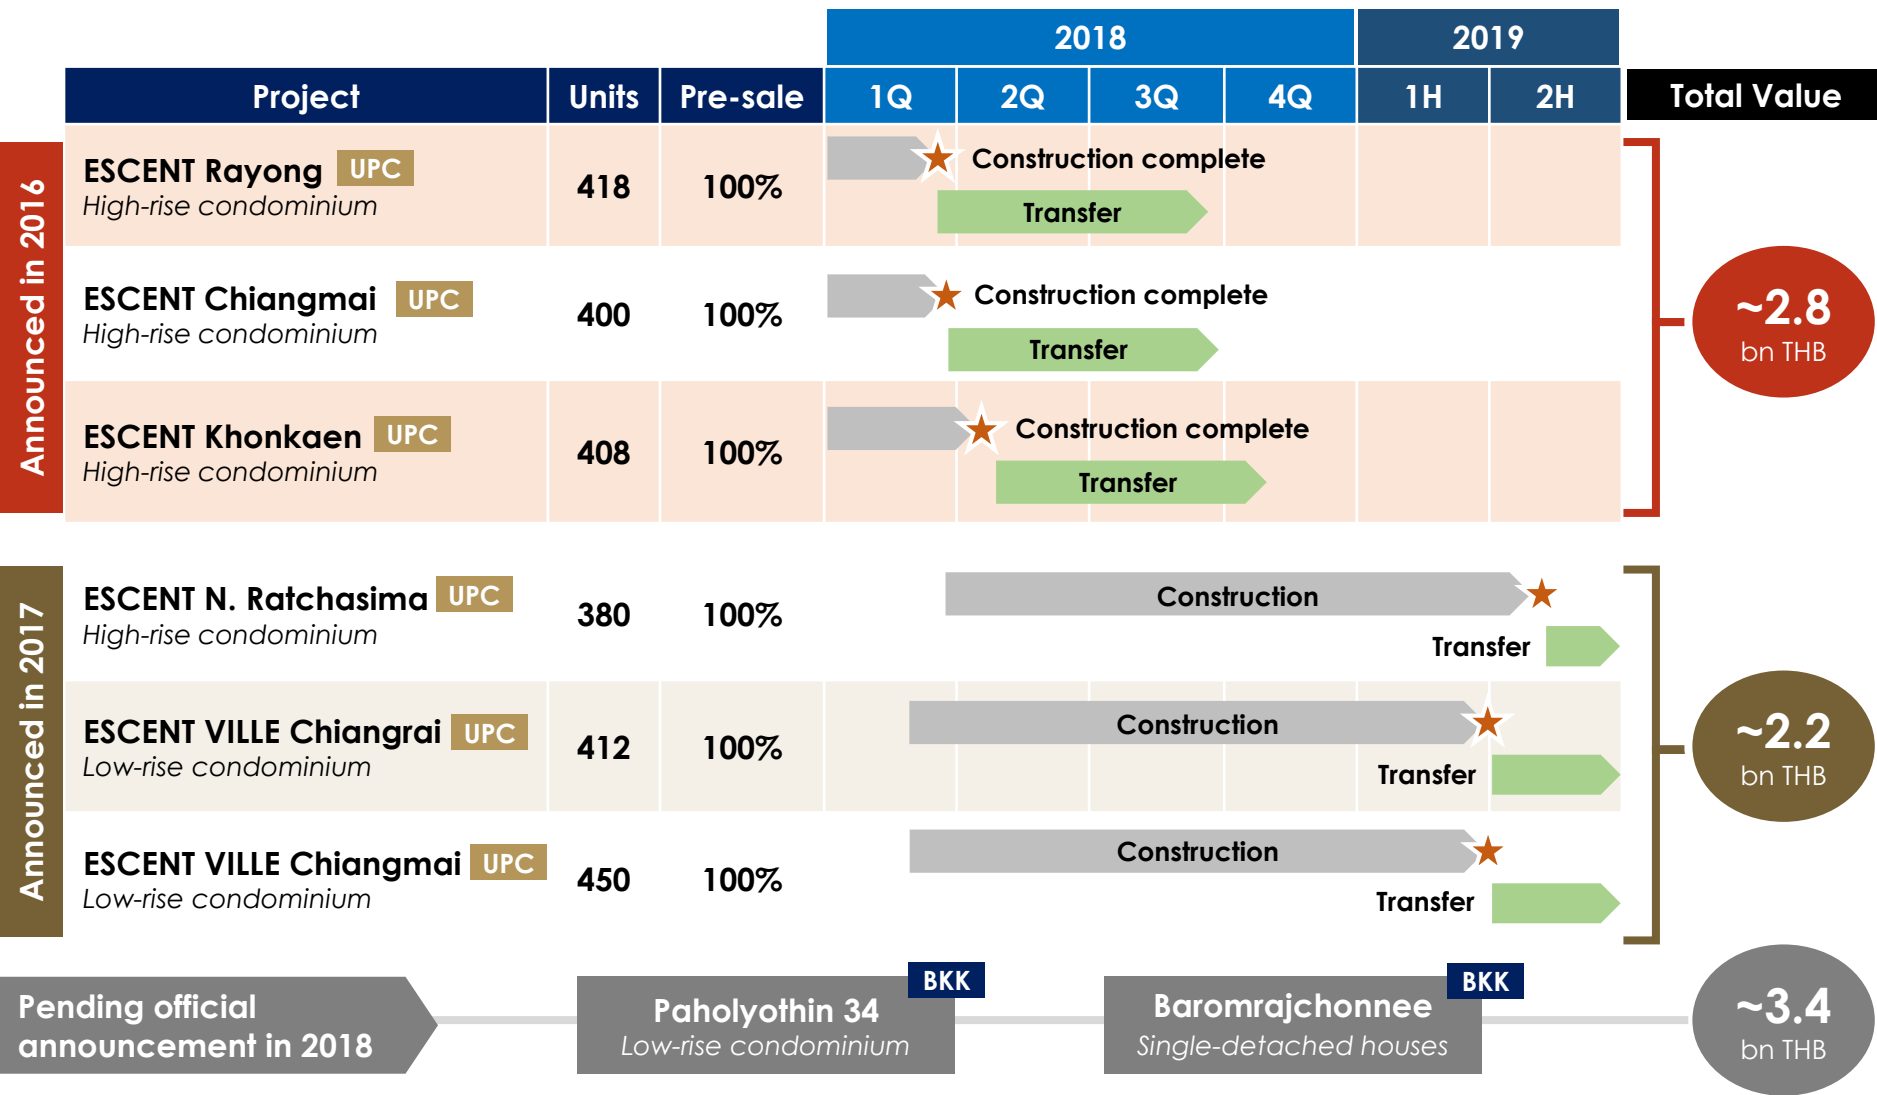 2018
2019
Project
Units
Pre-sale
1Q
2Q
3Q
4Q
1H
2H
Total Value
Announced in 2016
ESCENT Rayong UPC
High-rise condominium
418
100%
Construction complete
Transfer
ESCENT Chiangmai UPC
High-rise condominium
400
100%
Construction complete
Transfer
ESCENT Khonkaen UPC
High-rise condominium
408
100%
Construction complete
Transfer
~2.8
bn THB
Announced in 2017
ESCENT N. Ratchasima UPC
High-rise condominium
380
100%
Construction
Transfer
ESCENT VILLE Chiangrai UPC
Low-rise condominium
412
100%
Construction
Transfer
ESCENT VILLE Chiangmai UPC
Low-rise condominium
450
100%
Construction
Transfer
~2.2
bn THB
Pending official
announcement in 2018
BKK
Paholyothin 34
Low-rise condominium
BKK
Baromrajchonnee
Single-detached houses
~3.4
bn THB